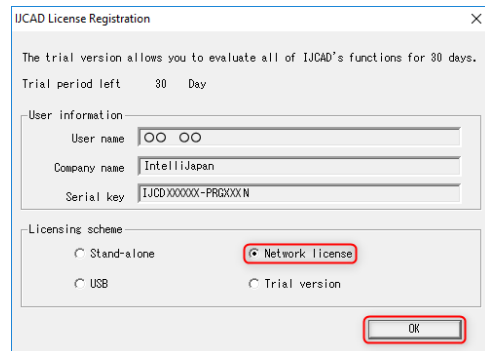 IJCAD License Registration
The trial version allows you to evaluate all of IJCAD's functions for 30 days.
Trial period left 30 Day
User information
User name ○○ ○○
Company name IntelliJapan
Serial key IJCDXXXXXX-PRGXXXN
Licensing scheme
Stand-alone Network license
USB Trial version
OK